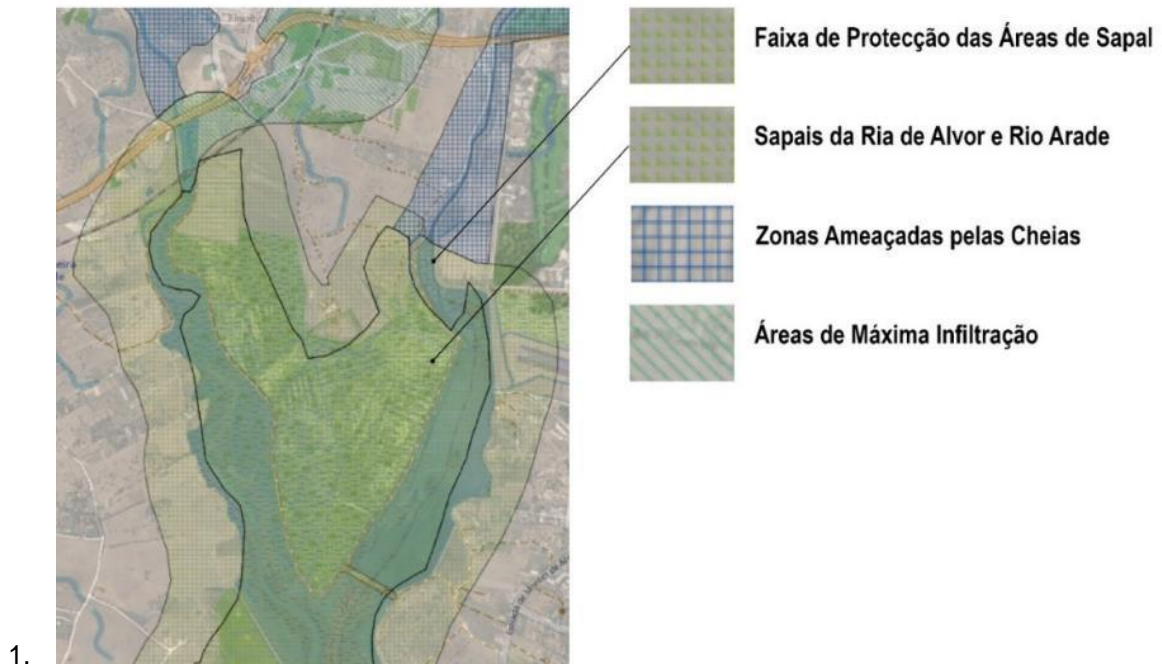 Faixa de Protecção das Áreas de Sapal
Sapais da Ria de Alvor e Rio Arade
Zonas Ameaçadas pelas Cheias
Áreas de Máxima Infiltração
1.